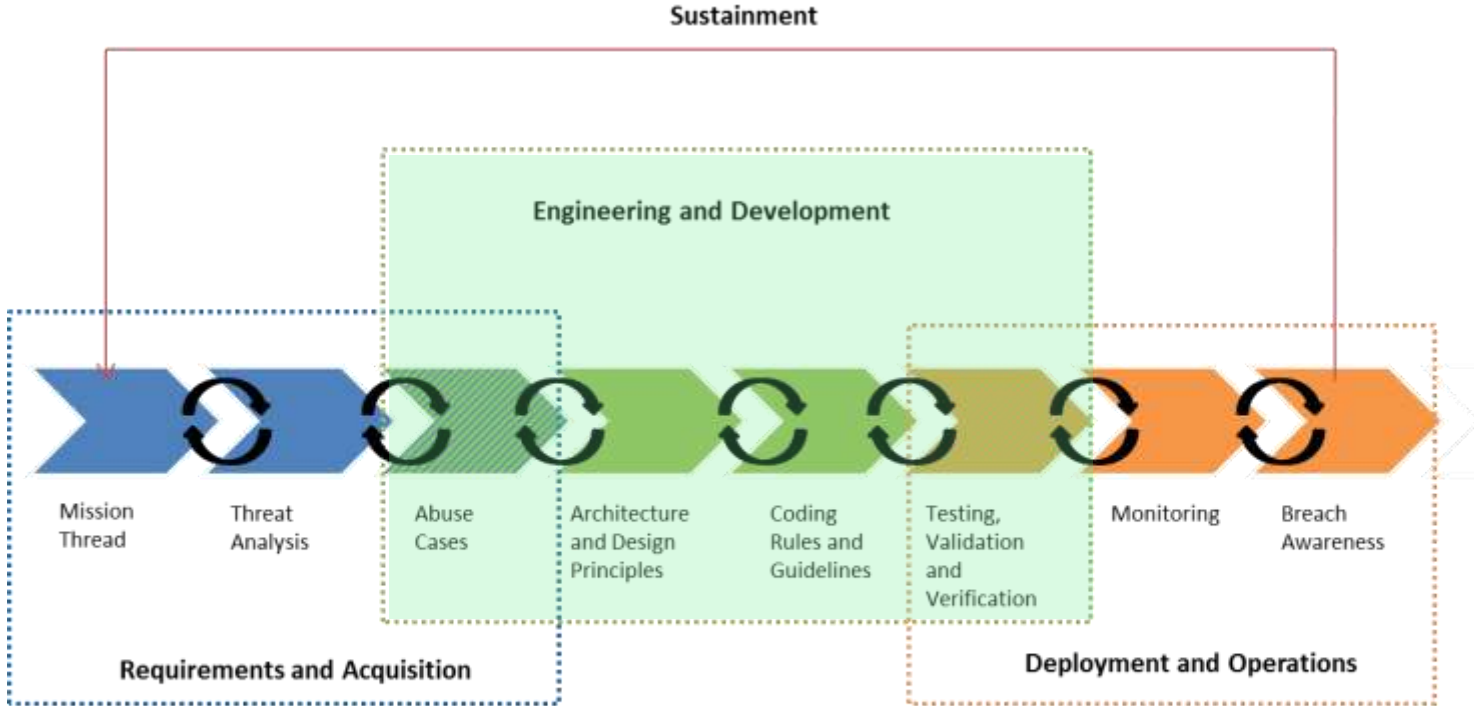 Sustainment
Engineering and Development
Mission
Thread
Threat
Analysis
Abuse
Cases
Architecture
and Design
Principles
Coding
Rules and
Guidelines
Testing,
Validation
and
Verification
Monitoring
Breach
Awareness
Requirements and Acquisition
Deployment and Operations